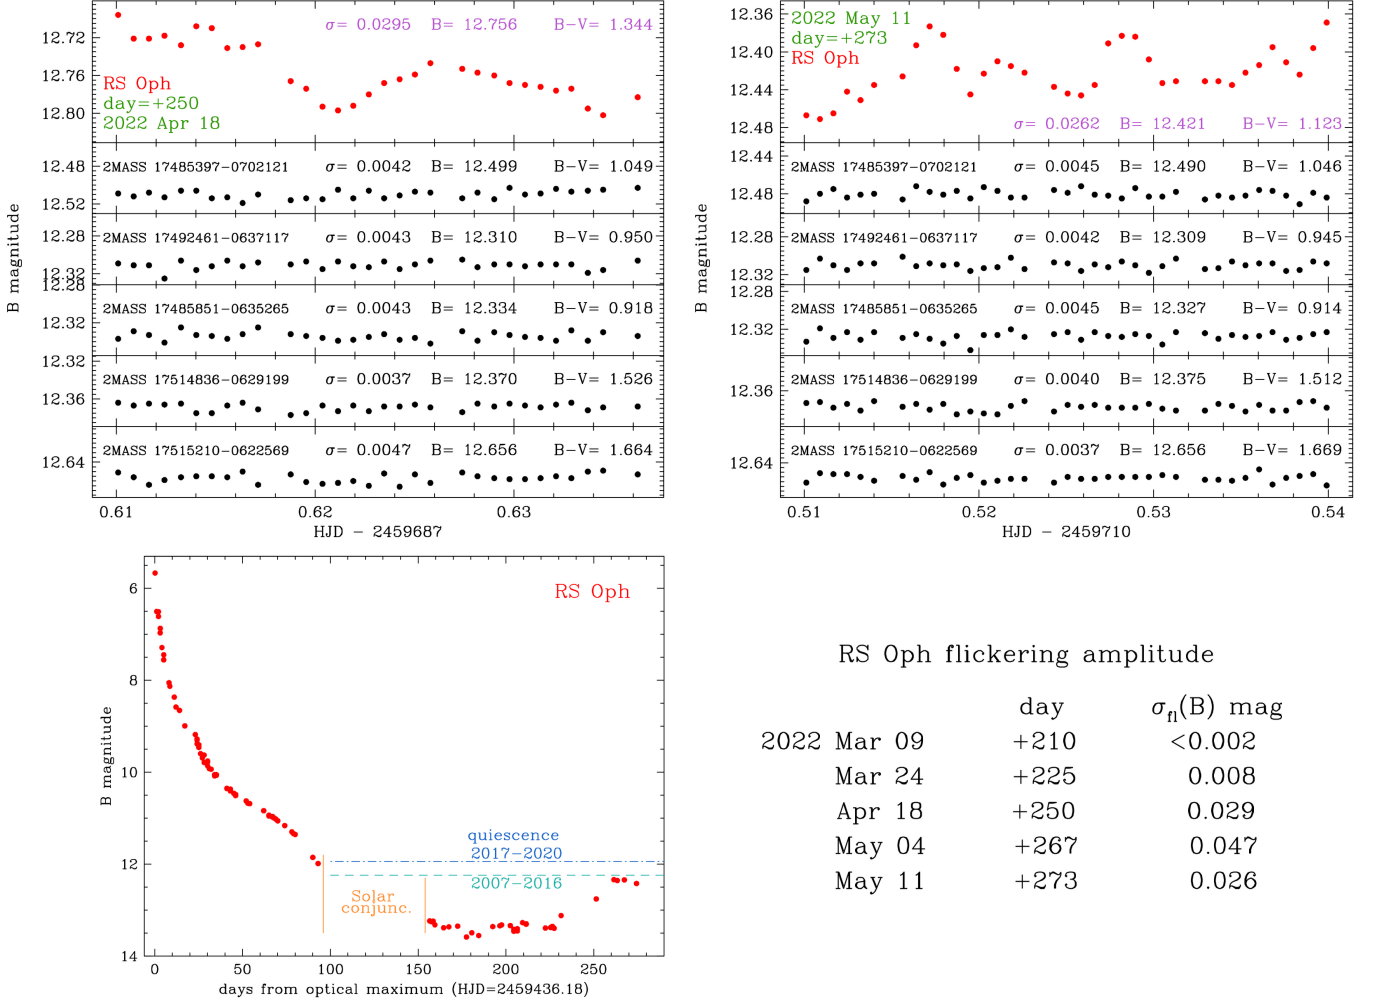 σ= 0.0295 B= 12.756 B−V= 1.344
RS Oph
day=+250
2022 Apr 18
12.72
12.76
12.80
2MASS 17485397−0702121 σ= 0.0042 B= 12.499 B−V= 1.049
12.48
12.52
2MASS 17492461−0637117 σ= 0.0043 B= 12.310 B−V= 0.950
12.28
12.32
2MASS 17485851−0635265 σ= 0.0043 B= 12.334 B−V= 0.918
12.28
12.32
2MASS 17514836−0629199 σ= 0.0037 B= 12.370 B−V= 1.526
12.32
12.36
2MASS 17515210−0622569 σ= 0.0047 B= 12.656 B−V= 1.664
12.64
B magnitude
0.61 0.62 0.63
HJD − 2459687
2022 May 11
day=+273
RS Oph
σ= 0.0262 B= 12.421 B−V= 1.123
12.36
12.40
12.44
12.48
2MASS 17485397−0702121 σ= 0.0045 B= 12.490 B−V= 1.046
12.44
12.48
2MASS 17492461−0637117 σ= 0.0042 B= 12.309 B−V= 0.945
12.28
12.32
2MASS 17485851−0635265 σ= 0.0045 B= 12.327 B−V= 0.914
12.28
12.32
2MASS 17514836−0629199 σ= 0.0040 B= 12.375 B−V= 1.512
12.36
2MASS 17515210−0622569 σ= 0.0037 B= 12.656 B−V= 1.669
12.64
B magnitude
0.51 0.52 0.53 0.54
HJD − 2459710
RS Oph
6
8
10
12
14
B magnitude
quiescence
2017−2020
2007−2016
Solar
conjunc.
0 50 100 150 200 250
days from optical maximum (HJD=2459436.18)
RS Oph flickering amplitude
day σfl(B) mag
2022 Mar 09 +210 <0.002
Mar 24 +225 0.008
Apr 18 +250 0.029
May 04 +267 0.047
May 11 +273 0.026